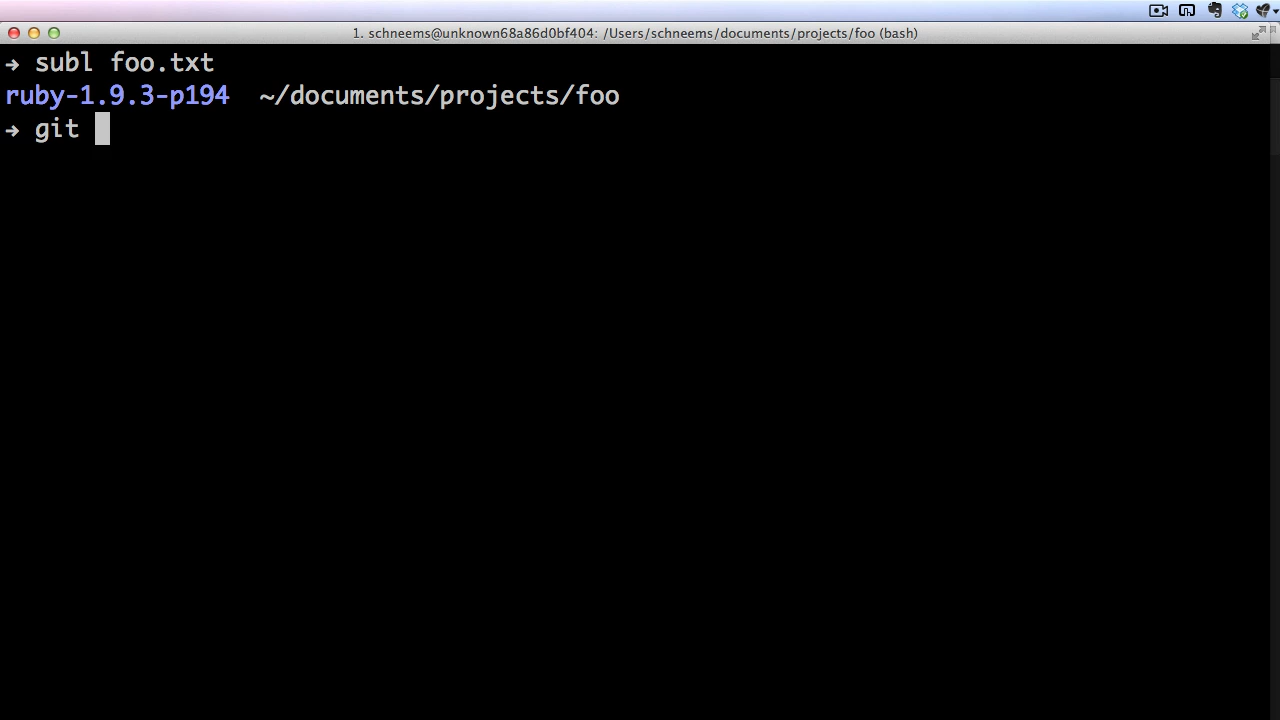 1. schneems@unknown68a86d0bf404: /Users/schneems/documents/projects/foo (bash)
➜ subl foo.txt
ruby-1.9.3-p194 ~/documents/projects/foo
➜ git